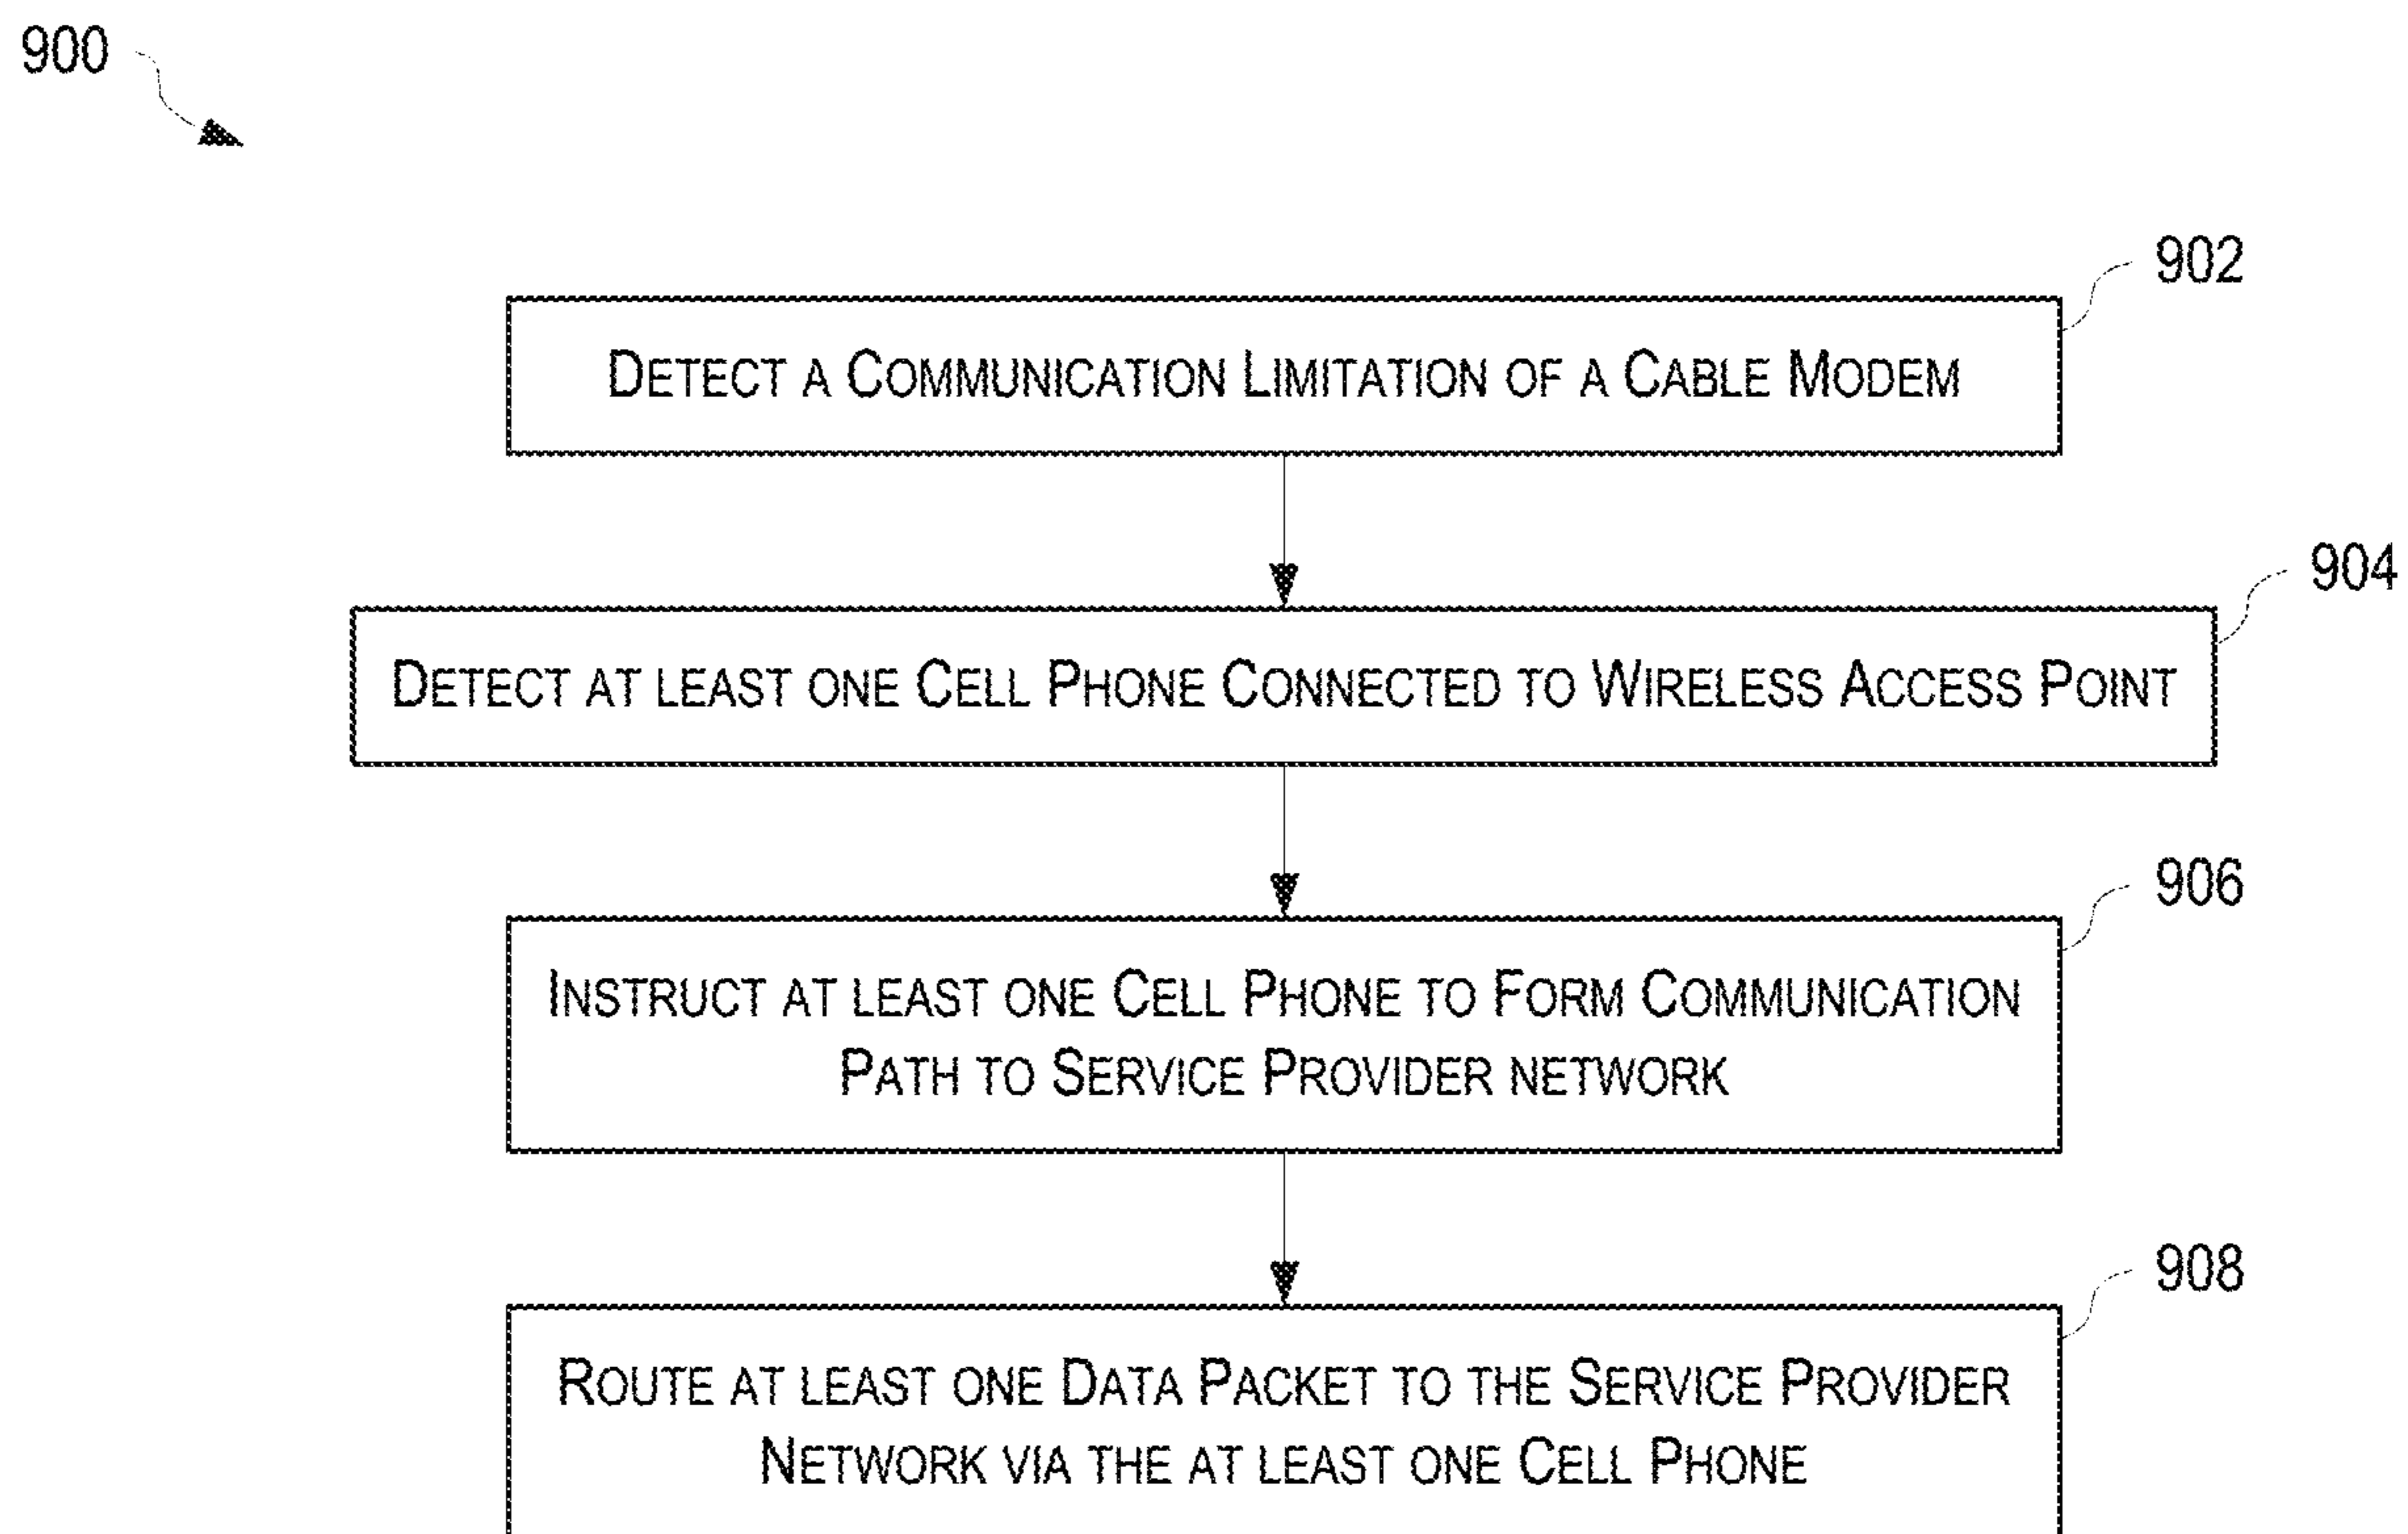 900
902
Detect a Communication Limitation of a Cable Modem
904
Detect at least one Cell Phone Connected to Wireless Access Point
906
Instruct at least one Cell Phone to Form Communication
Path to Service Provider network
908
Route at least one Data Packet to the Service Provider
Network via the at least one Cell Phone